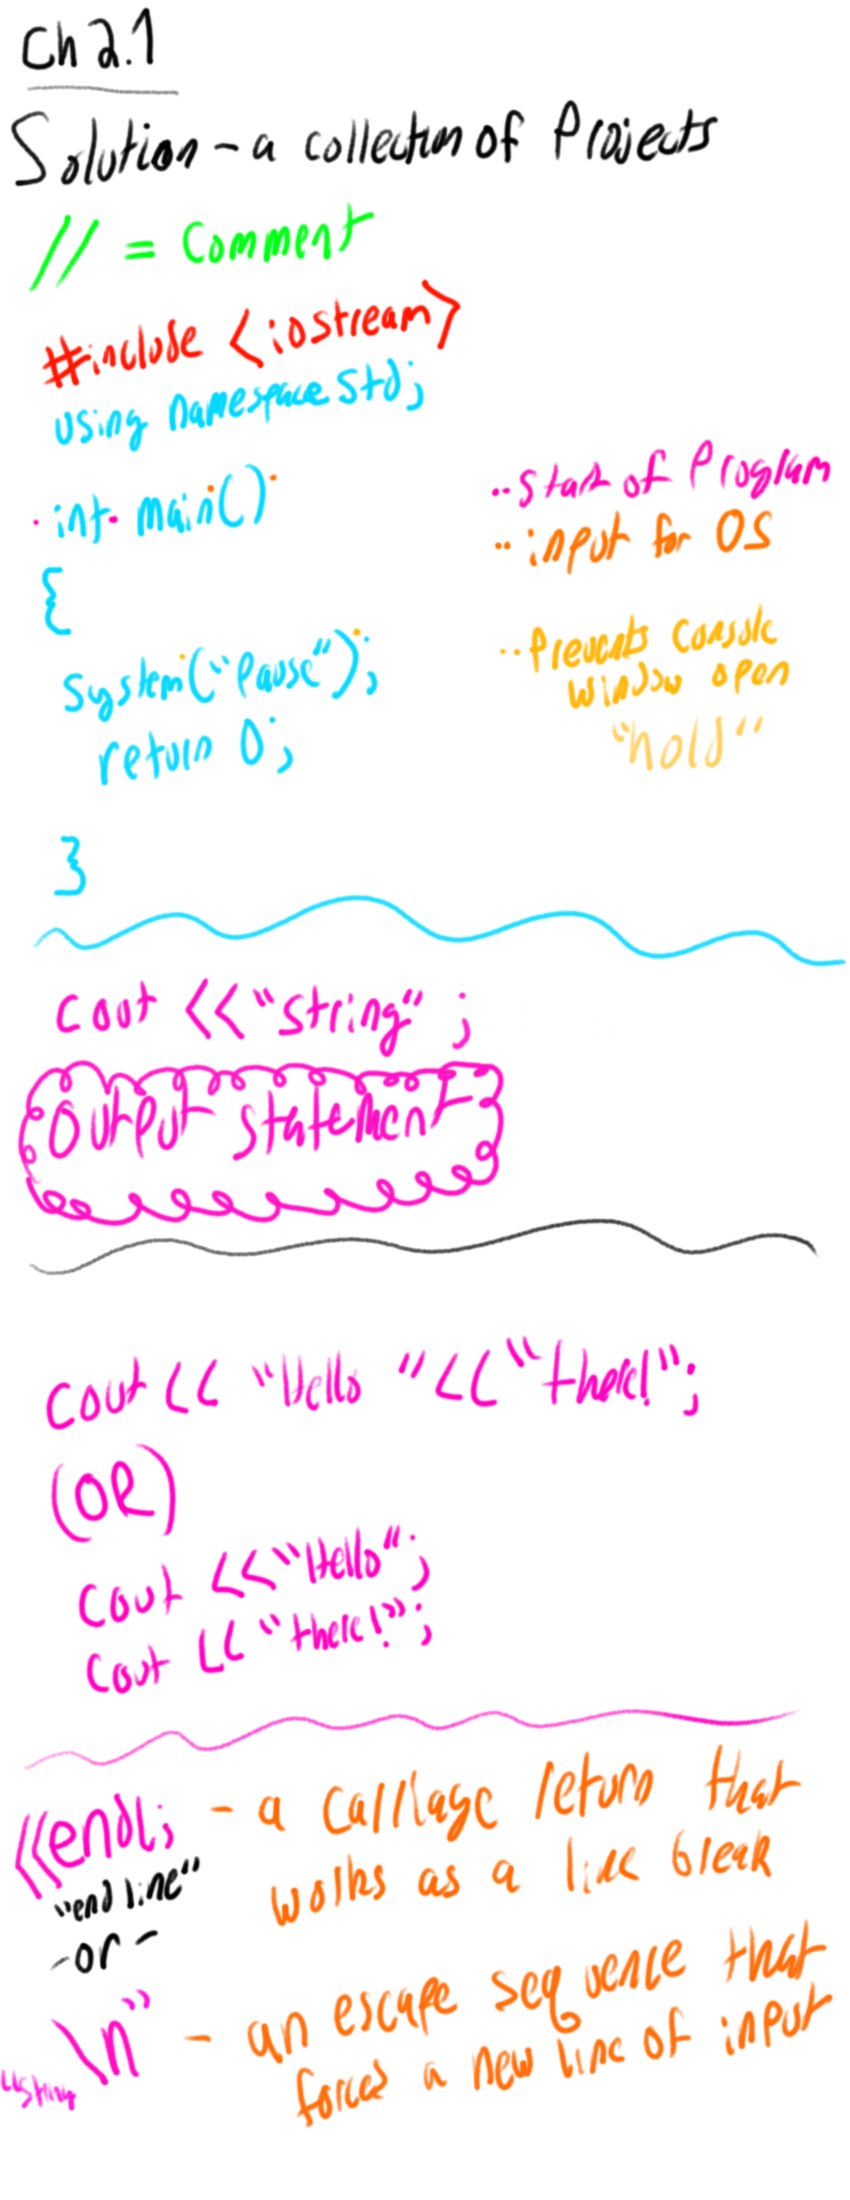 Ch 2.1
Solution - a collection of Projects
// = Comment
#include <iostream>
using namespace std;
int main()
·· start of Program
·· input for OS
{
system("Pause");
·· Prevents Console
window open
"hold"
return 0;
}
cout <<"string" ;
Output statement
cout << "Hello "<< "there!";
(OR)
cout <<"Hello";
cout << "there!";
<<endl; - a carriage return that
works as a line break
"end line"
- or -
"string \n" - an escape sequence that
forces a new line of input